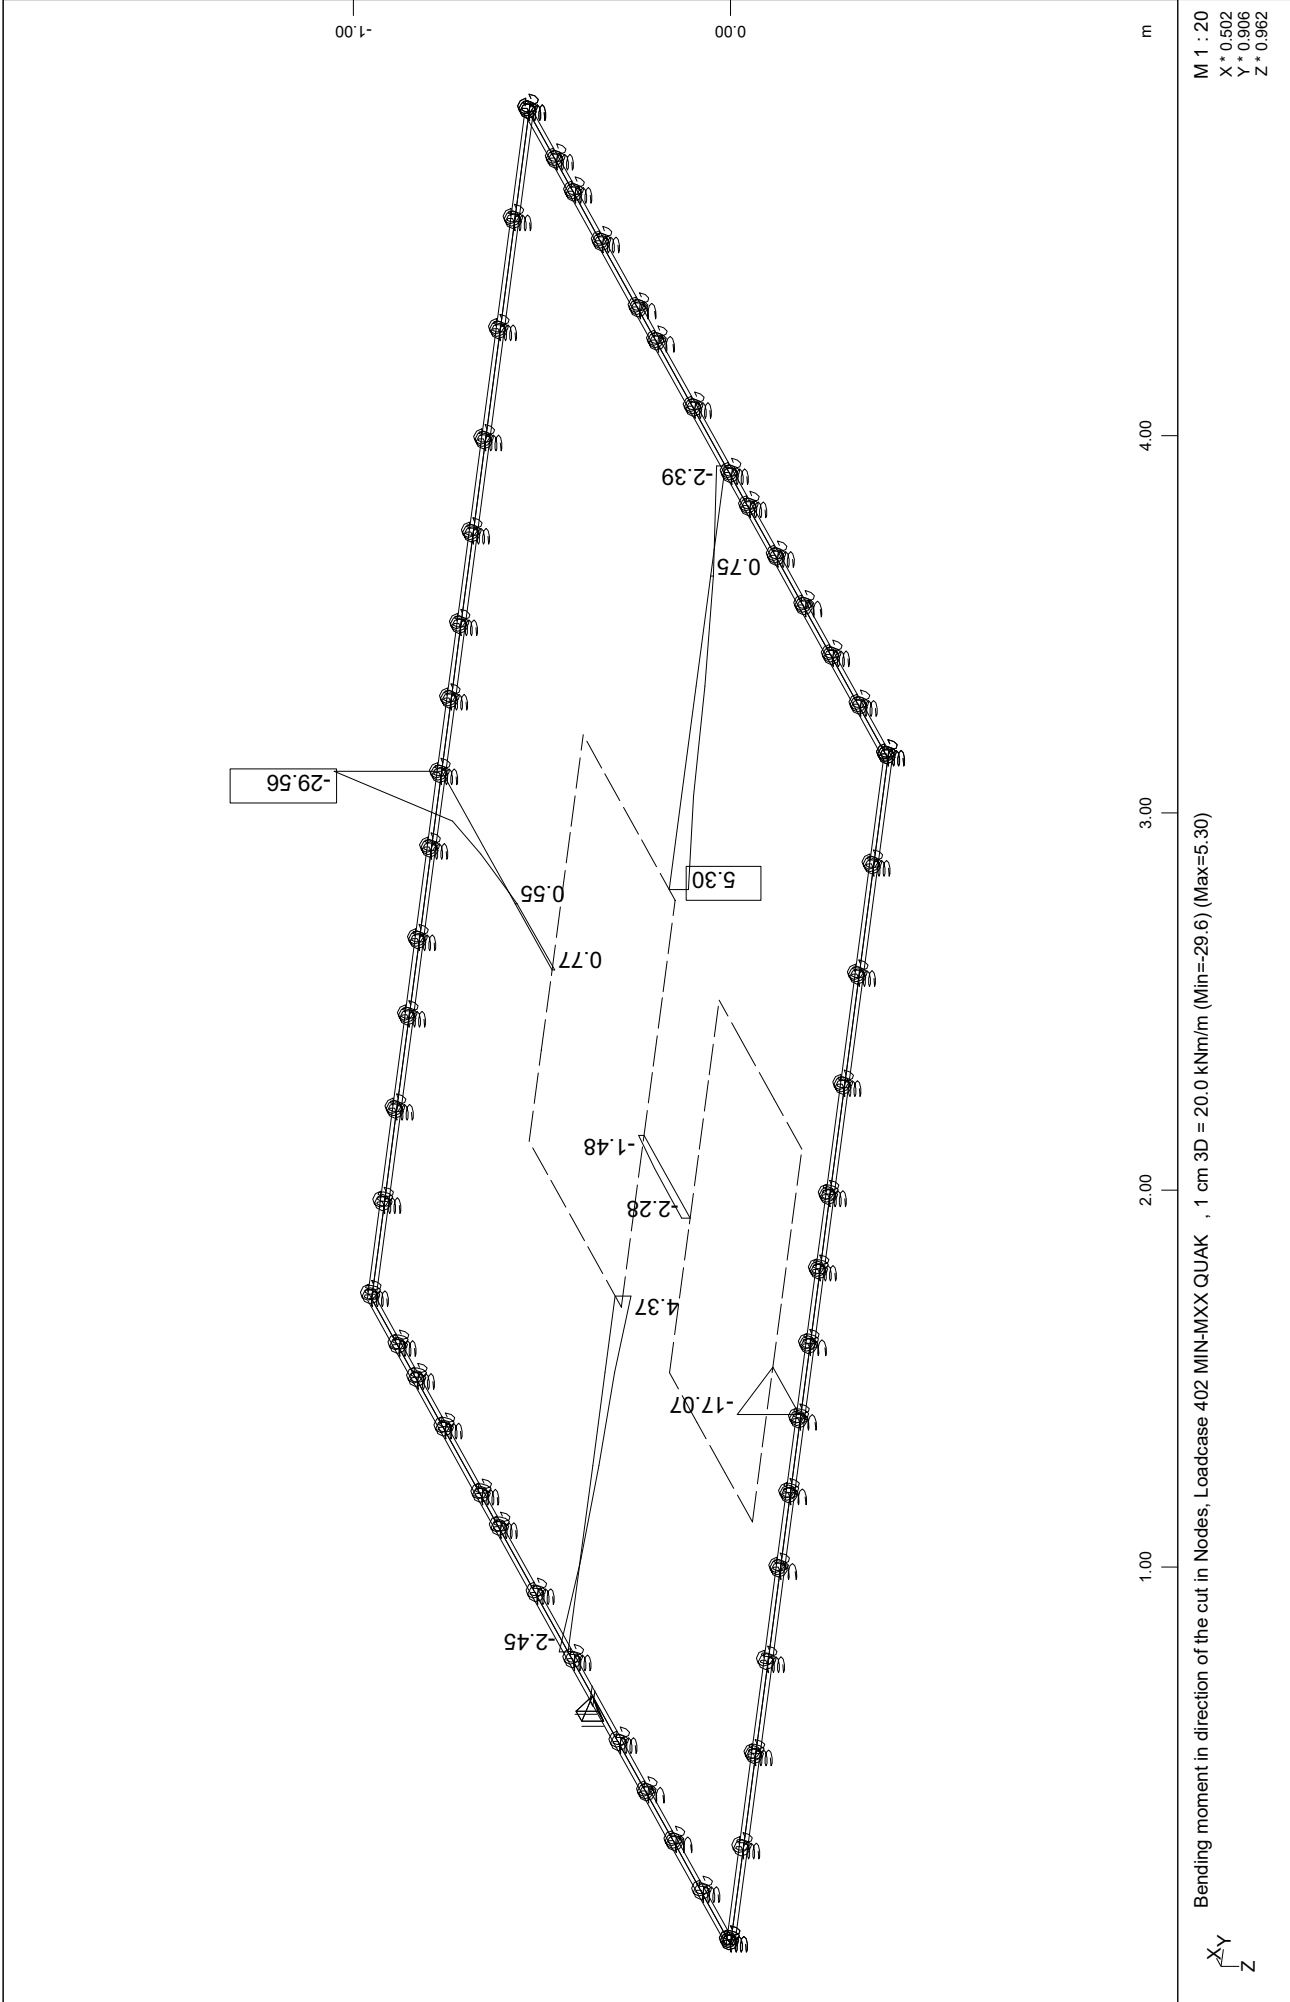 M 1 : 20
X * 0.502
Y * 0.906
Z * 0.962
m
0.00
-1.00
4.00
3.00
2.00
1.00
-29.56
0.55
0.77
-2.39
0.75
5.30
-1.48
-2.28
4.37
-17.07
-2.45
Bending moment in direction of the cut in Nodes, Loadcase 402 MIN-MXX QUAK , 1 cm 3D = 20.0 kNm/m (Min=-29.6) (Max=5.30)
X
Y
Z